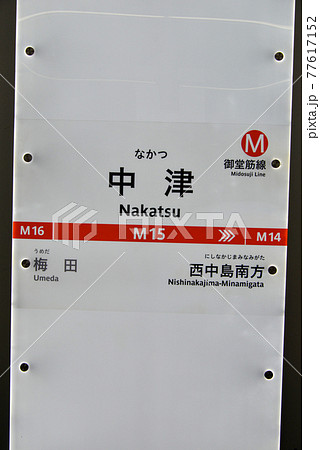 なかつ
中津
Nakatsu
M
御堂筋線
Midosuji Line
M16 M15 M14
うめだ
梅田
Umeda
にしなかじまみなみがた
西中島南方
Nishinakajima-Minamigata
PIXTA
pixta.jp - 77617152